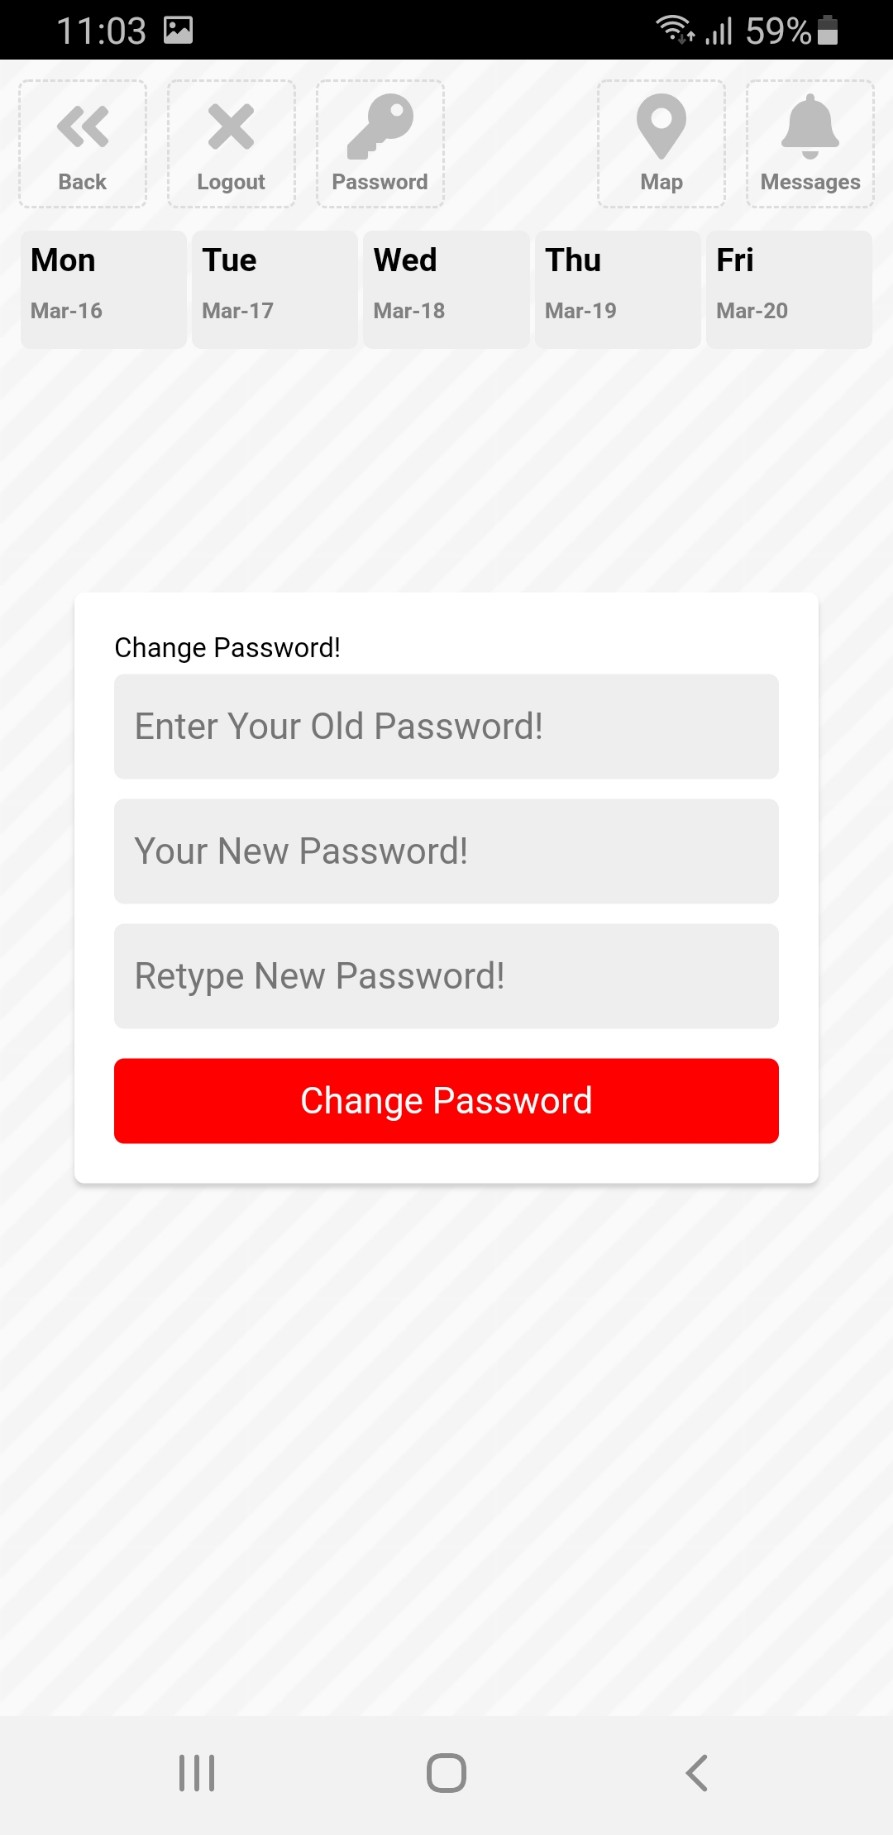 11:03 59%
Back Logout Password Map Messages
Mon Tue Wed Thu Fri
Mar-16 Mar-17 Mar-18 Mar-19 Mar-20
Change Password!
Enter Your Old Password!
Your New Password!
Retype New Password!
Change Password